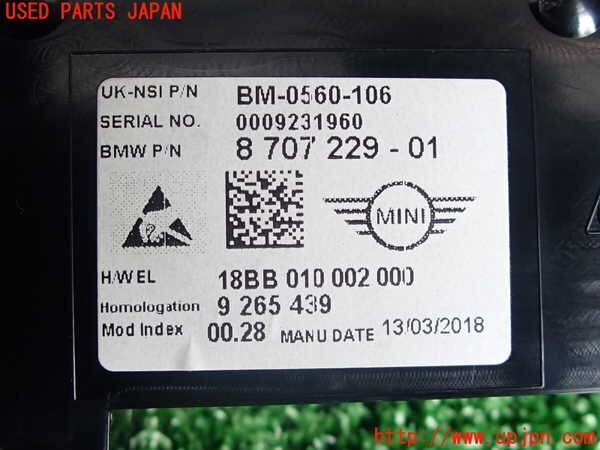 USED PARTS JAPAN
UK-NSI P/N BM-0560-106
SERIAL NO. 0009231960
BMW P/N 8 707 229 - 01
MINI
H/W EL 18BB 010 002 000
Homologation 9 265 439
Mod Index 00.28 MANU DATE 13/03/2018
http://www.upjpn.com